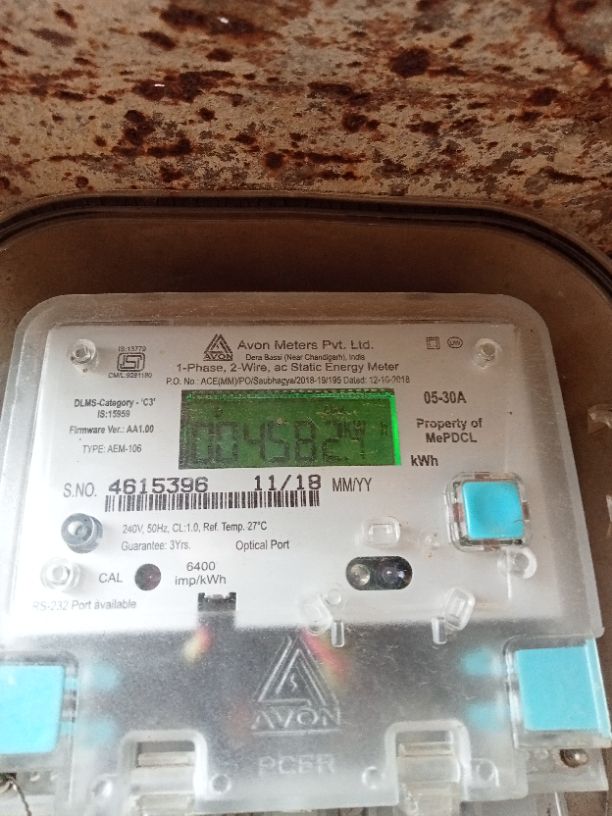 IS:13779
CM/L 9281180
AVON
Avon Meters Pvt. Ltd.
Dera Bassi (Near Chandigarh), India
1-Phase, 2-Wire, ac Static Energy Meter
P.O. No : ACE(MM)/PO/Saubhagya/2018-19/195 Dated: 12-10-2018
DLMS-Category - 'C3'
IS:15959
Firmware Ver.: AA1.00
TYPE: AEM-106
05-30A
Property of
MePDCL
kWh
S.NO. 4615396 11/18 MM/YY
240V, 50Hz, CL:1.0, Ref. Temp. 27°C
Guarantee: 3Yrs. Optical Port
CAL 6400
imp/kWh
RS-232 Port available
AVON